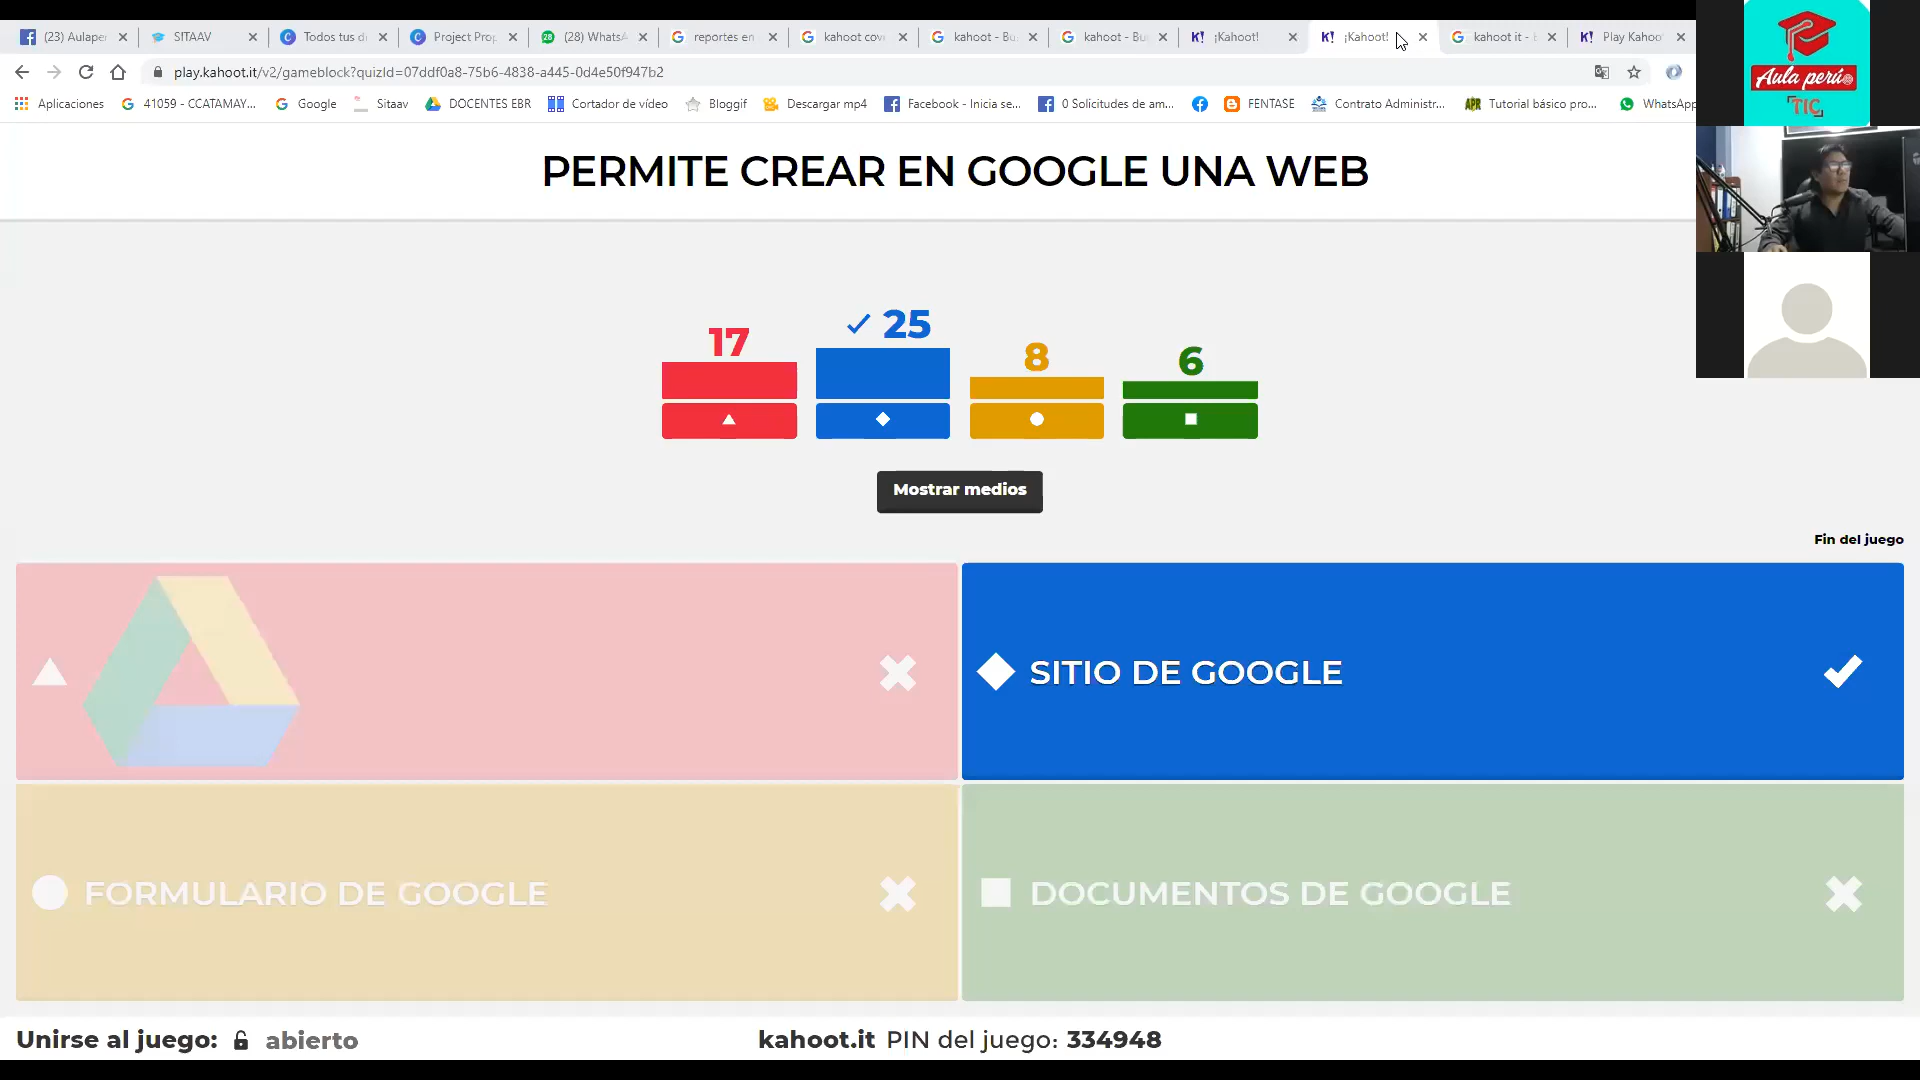 (23) Aulaper
SITAAV
Todos tus di
Project Prop
(28) WhatsA
reportes en
kahoot cov
kahoot - Bu
kahoot - Bu
¡Kahoot!
¡Kahoot!
kahoot it - b
Play Kahoo
play.kahoot.it/v2/gameblock?quizId=07ddf0a8-75b6-4838-a445-0d4e50f947b2
Aplicaciones
41059 - CCATAMAY...
Google
Sitaav
DOCENTES EBR
Cortador de vídeo
Bloggif
Descargar mp4
Facebook - Inicia se...
0 Solicitudes de am...
FENTASE
Contrato Administr...
Tutorial básico pro...
WhatsApp
Aula perú
TIC
PERMITE CREAR EN GOOGLE UNA WEB
17
25
8
6
Mostrar medios
Fin del juego
SITIO DE GOOGLE
FORMULARIO DE GOOGLE
DOCUMENTOS DE GOOGLE
Unirse al juego: abierto
kahoot.it PIN del juego: 334948